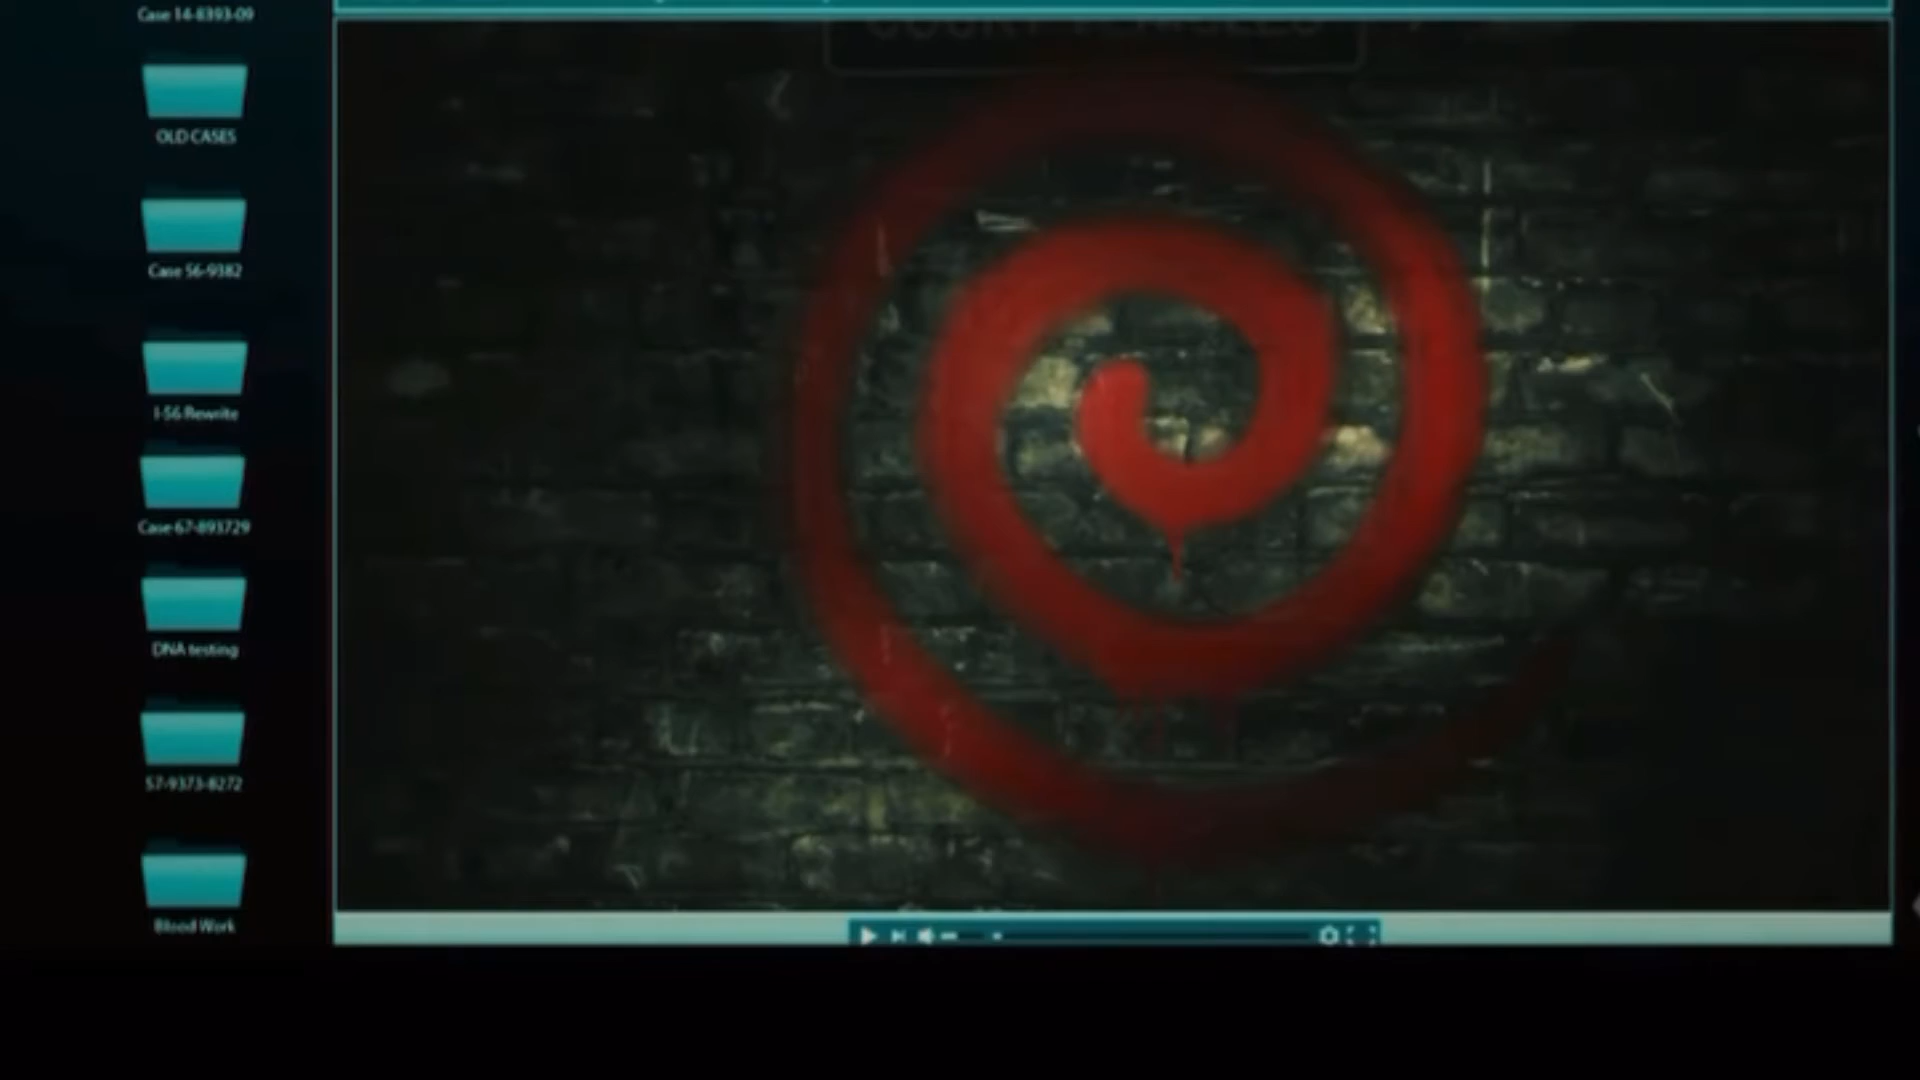 Case 14-8393-09
OLD CASES
Case 56-9382
I-56 Rewrite
Case 67-893729
DNA testing
57-9373-8272
Blood Work